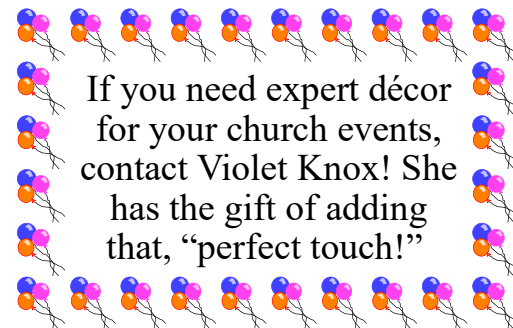 If you need expert décor
for your church events,
contact Violet Knox! She
has the gift of adding
that, “perfect touch!”